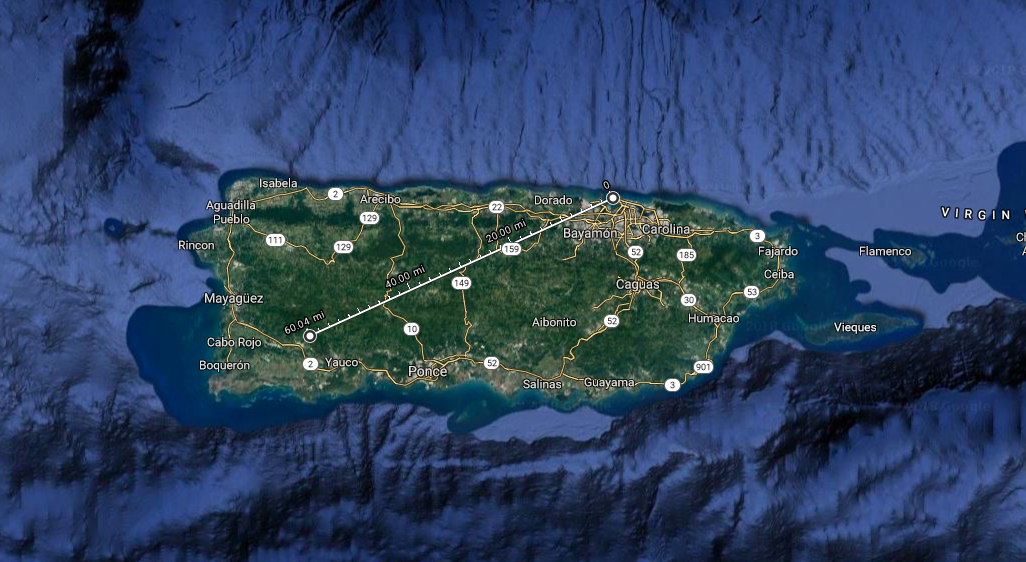 Isabela
2
Arecibo
0
Aguadilla
Pueblo
22
Dorado
VIRGIN
129
20.00 mi
Bayamón
Carolina
3
Rincon
111
129
159
52
185
Fajardo
Flamenco
40.00 mi
149
Caguas
Ceiba
Mayagüez
30
53
60.04 mi
10
Aibonito
52
Humacao
Vieques
Cabo Rojo
Boquerón
2
Yauco
Ponce
52
Salinas
Guayama
3
901